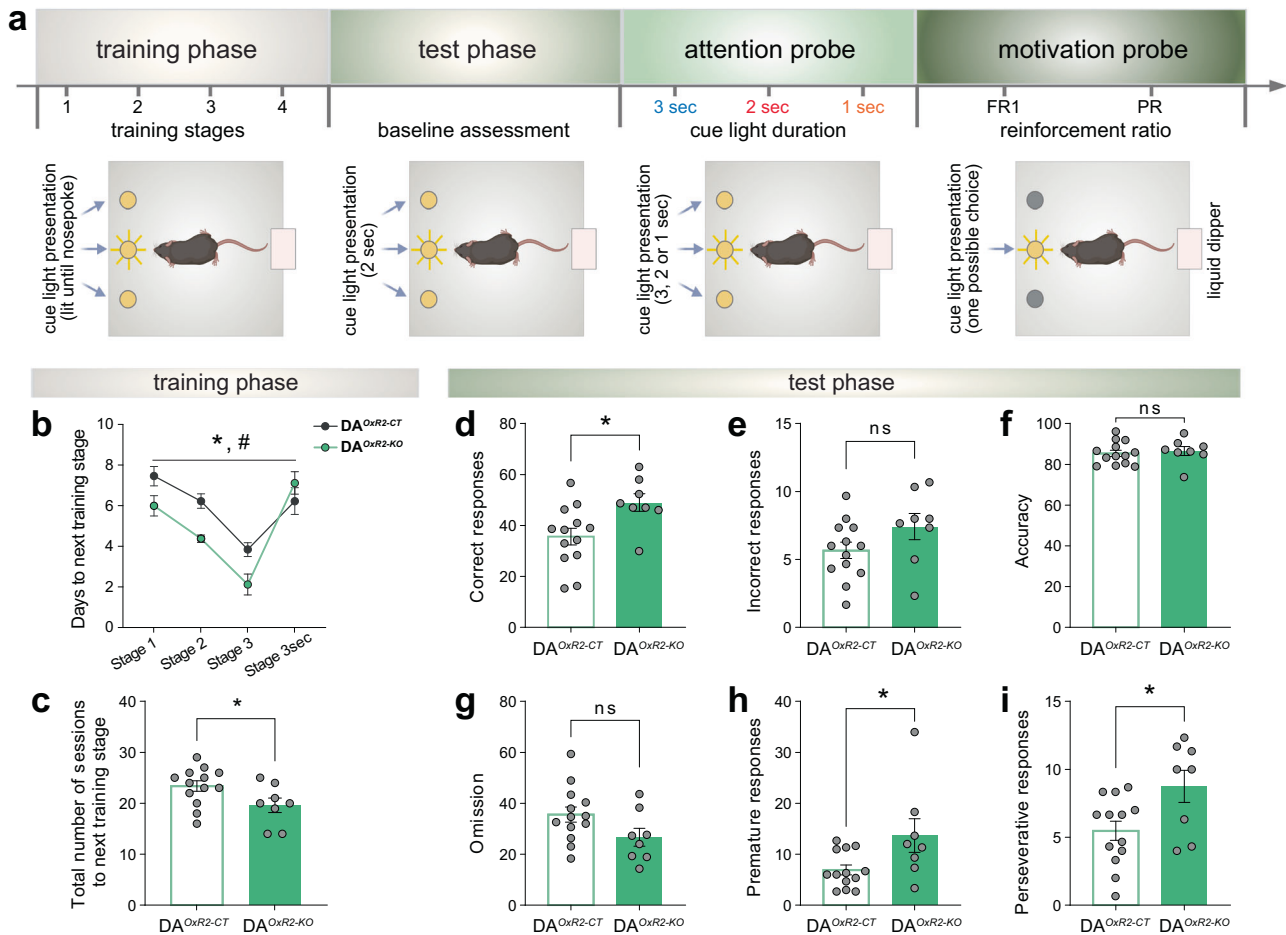 a
training phase
test phase
attention probe
motivation probe
1 2 3 4
3 sec 2 sec 1 sec
FR1 PR
training stages
baseline assessment
cue light duration
reinforcement ratio
cue light presentation
(lit until nosepoke)
cue light presentation
(2 sec)
cue light presentation
(3, 2 or 1 sec)
cue light presentation
(one possible choice)
liquid dipper
training phase
test phase
b
DA^OxR2-CT
DA^OxR2-KO
*, #
Days to next training stage
10
8
6
4
2
0
Stage 1
Stage 2
Stage 3
Stage 3sec
d
*
Correct responses
80
60
40
20
0
DA^OxR2-CT DA^OxR2-KO
e
ns
Incorrect responses
15
10
5
0
DA^OxR2-CT DA^OxR2-KO
f
ns
Accuracy
100
80
60
40
20
0
DA^OxR2-CT DA^OxR2-KO
c
*
Total number of sessions
to next training stage
40
30
20
10
0
DA^OxR2-CT DA^OxR2-KO
g
ns
Omission
80
60
40
20
0
DA^OxR2-CT DA^OxR2-KO
h
*
Premature responses
40
30
20
10
0
DA^OxR2-CT DA^OxR2-KO
i
*
Perseverative responses
15
10
5
0
DA^OxR2-CT DA^OxR2-KO